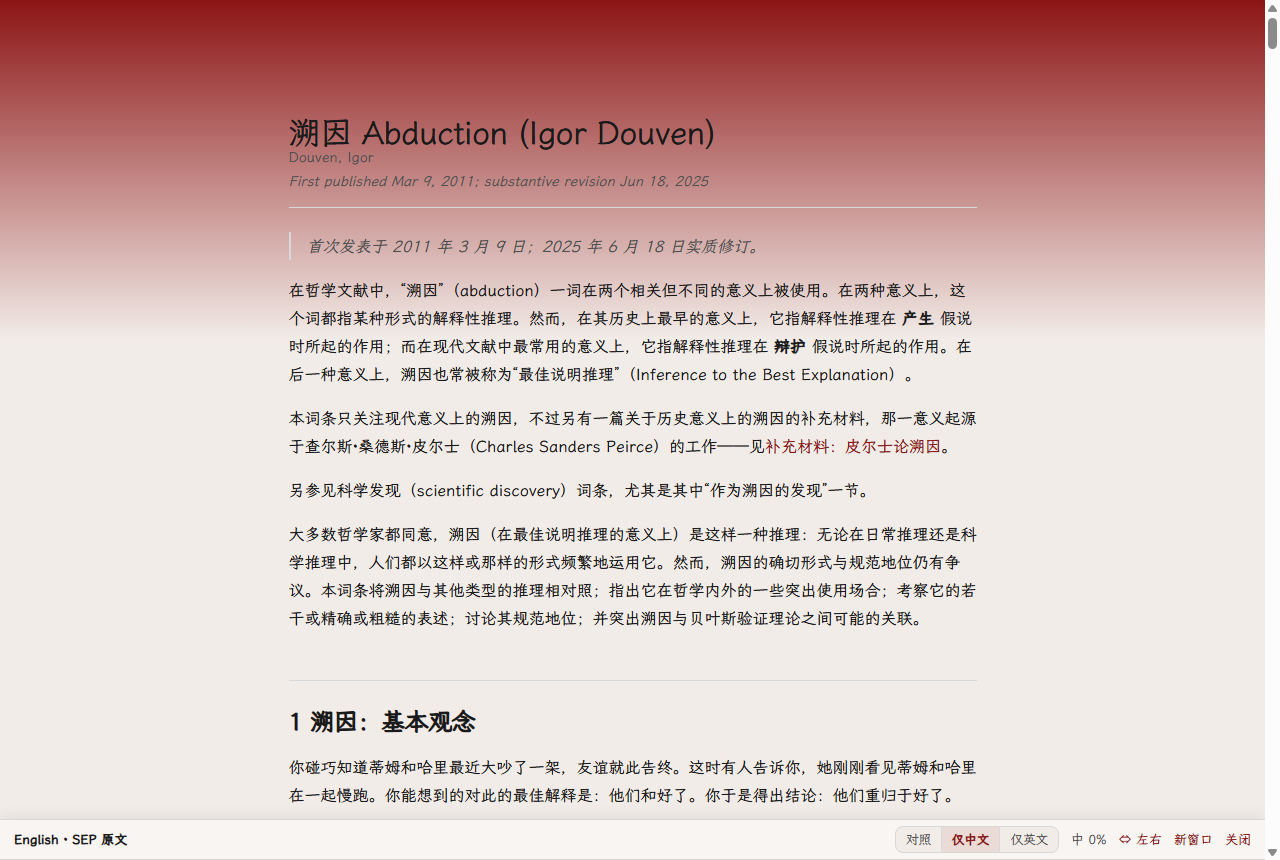 溯因 Abduction (Igor Douven)
Douven, Igor
First published Mar 9, 2011; substantive revision Jun 18, 2025
首次发表于 2011 年 3 月 9 日；2025 年 6 月 18 日实质修订。
在哲学文献中，“溯因”（abduction）一词在两个相关但不同的意义上被使用。在两种意义上，这
个词都指某种形式的解释性推理。然而，在其历史上最早的意义上，它指解释性推理在 产生 假说
时所起的作用；而在现代文献中最常用的意义上，它指解释性推理在 辩护 假说时所起的作用。在
后一种意义上，溯因也常被称为“最佳说明推理”（Inference to the Best Explanation）。
本词条只关注现代意义上的溯因，不过另有一篇关于历史意义上的溯因的补充材料，那一意义起源
于查尔斯·桑德斯·皮尔士（Charles Sanders Peirce）的工作——见补充材料：皮尔士论溯因。
另参见科学发现（scientific discovery）词条，尤其是其中“作为溯因的发现”一节。
大多数哲学家都同意，溯因（在最佳说明推理的意义上）是这样一种推理：无论在日常推理还是科
学推理中，人们都以这样或那样的形式频繁地运用它。然而，溯因的确切形式与规范地位仍有争
议。本词条将溯因与其他类型的推理相对照；指出它在哲学内外的一些突出使用场合；考察它的若
干或精确或粗糙的表述；讨论其规范地位；并突出溯因与贝叶斯验证理论之间可能的关联。
1 溯因：基本观念
你碰巧知道蒂姆和哈里最近大吵了一架，友谊就此告终。这时有人告诉你，她刚刚看见蒂姆和哈里
在一起慢跑。你能想到的对此的最佳解释是：他们和好了。你于是得出结论：他们重归于好了。
English · SEP 原文 对照 仅中文 仅英文 中 0% ⇔ 左右 新窗口 关闭